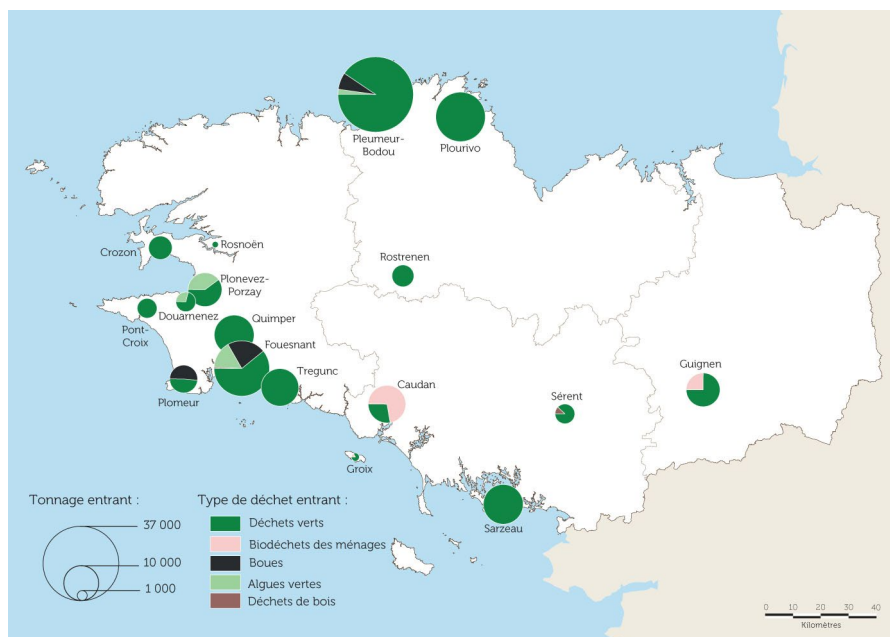 Pleumeur-
Bodou
Plourivo
Crozon
Rosnoën
Rostrenen
Plonevez-
Porzay
Douarnenez
Pont-
Croix
Quimper
Fouesnant
Tregunc
Plomeur
Caudan
Guignen
Sérent
Groix
Sarzeau
Tonnage entrant :
37 000
10 000
1 000
Type de déchet entrant :
Déchets verts
Biodéchets des ménages
Boues
Algues vertes
Déchets de bois
0 10 20 30 40
Kilomètres